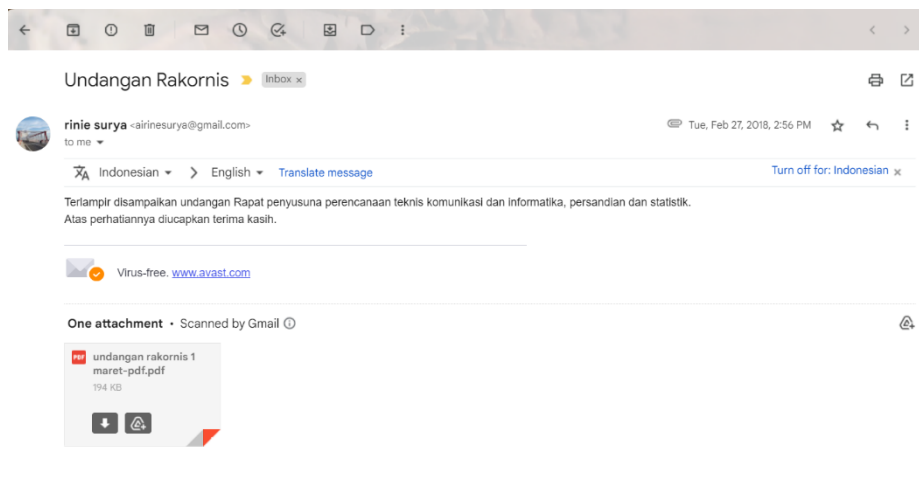 Undangan Rakornis Inbox x
rinie surya <airinesurya@gmail.com> Tue, Feb 27, 2018, 2:56 PM
to me
Indonesian > English Translate message Turn off for: Indonesian x
Terlampir disampaikan undangan Rapat penyusuna perencanaan teknis komunikasi dan informatika, persandian dan statistik.
Atas perhatiannya diucapkan terima kasih.
Virus-free. www.avast.com
One attachment • Scanned by Gmail
PDF undangan rakornis 1
maret-pdf.pdf
194 KB